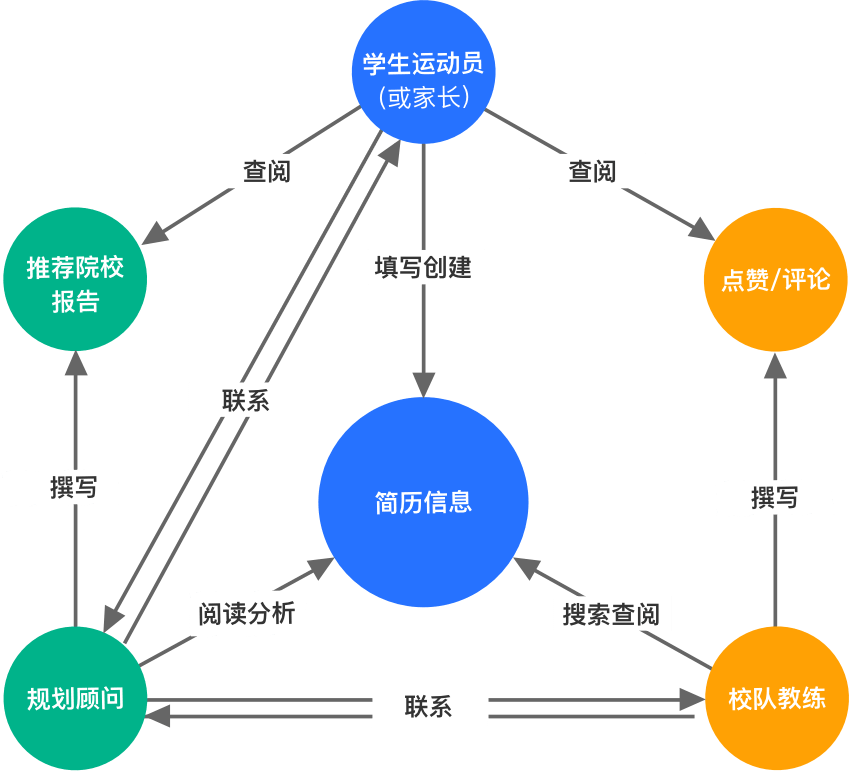 学生运动员
(或家长)
查阅
查阅
推荐院校
报告
填写创建
点赞/评论
联系
撰写
简历信息
撰写
阅读分析
搜索查阅
规划顾问
联系
校队教练